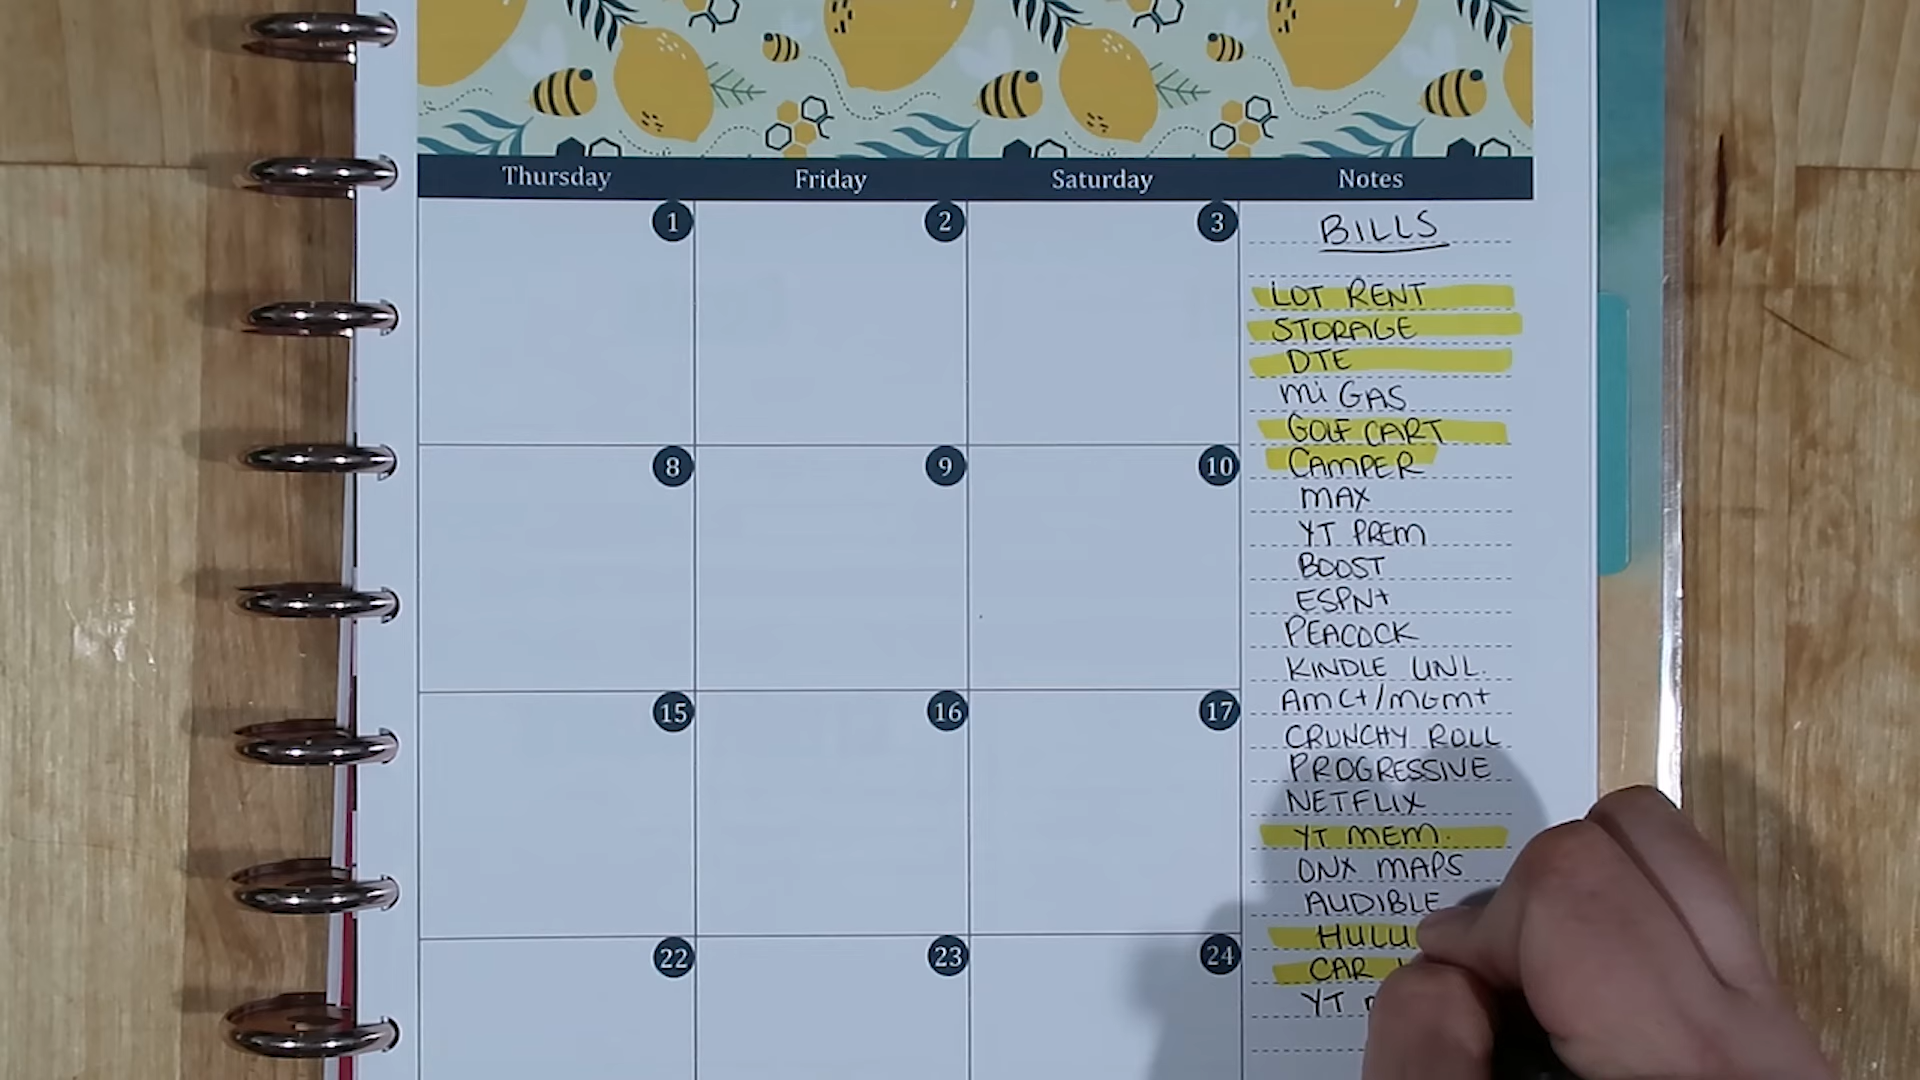 Thursday Friday Saturday Notes
1 2 3
BILLS
LOT RENT
STORAGE
DTE
mi GAS
GOLF CART
8 9 10
CAMPER
MAX
YT PREM
BOOST
ESPN+
PEACOCK
KINDLE UNL.
AMC+/MGM+
15 16 17
CRUNCHY ROLL
PROGRESSIVE
NETFLIX
YT MEM.
ONX MAPS
AUDIBLE
HULU
22 23 24
CAR
YT